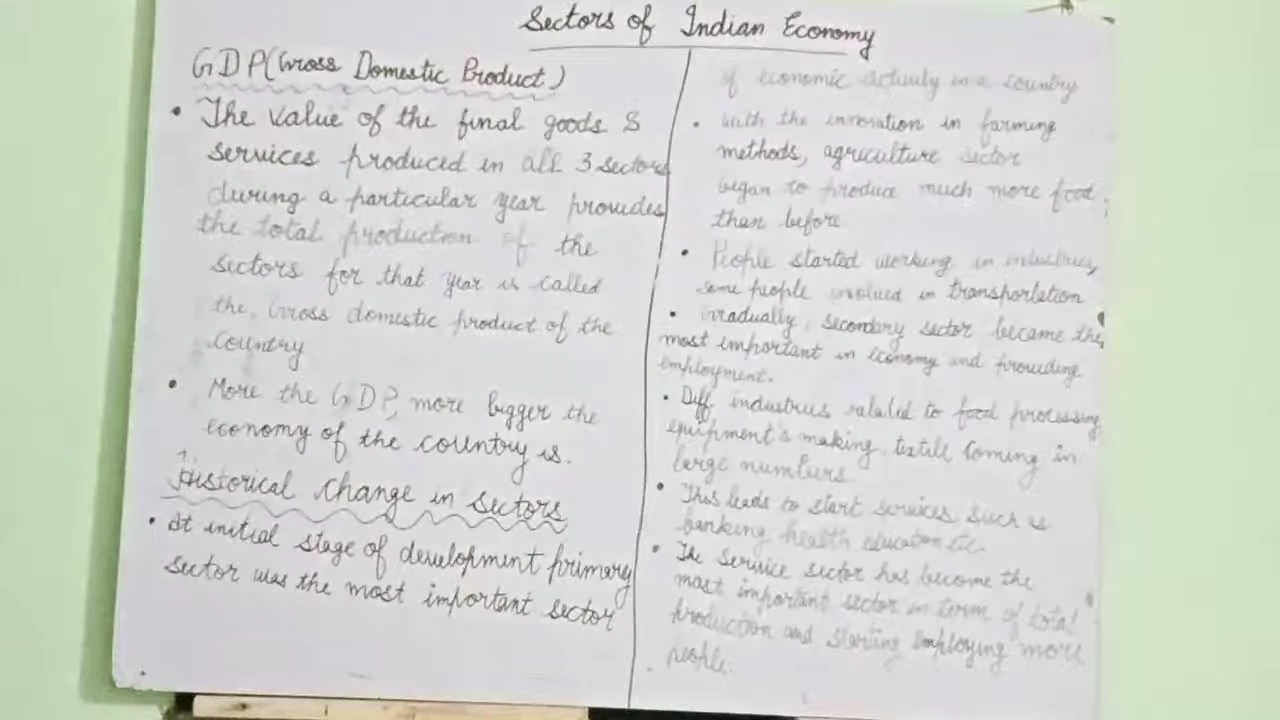 Sectors of Indian Economy
GDP (Gross Domestic Product)
• The value of the final goods &
services produced in all 3 sectors
during a particular year provides
the total production of the
sectors for that year is called
the Gross domestic product of the
country
• More the GDP, more bigger the
economy of the country is.
Historical change in sectors
• At initial stage of development primary
sector was the most important sector
of economic activity in a country
• With the innovation in farming
methods, agriculture sector
began to produce much more food
than before
• People started working in industries,
some people involved in transportation
• Gradually, secondary sector became the
most important in economy and providing
employment.
• Diff industries related to food processing
equipment's making, textile coming in
large numbers
• This leads to start services such as
banking health education etc.
• The service sector has become the
most important sector in term of total
production and starting employing more
people.